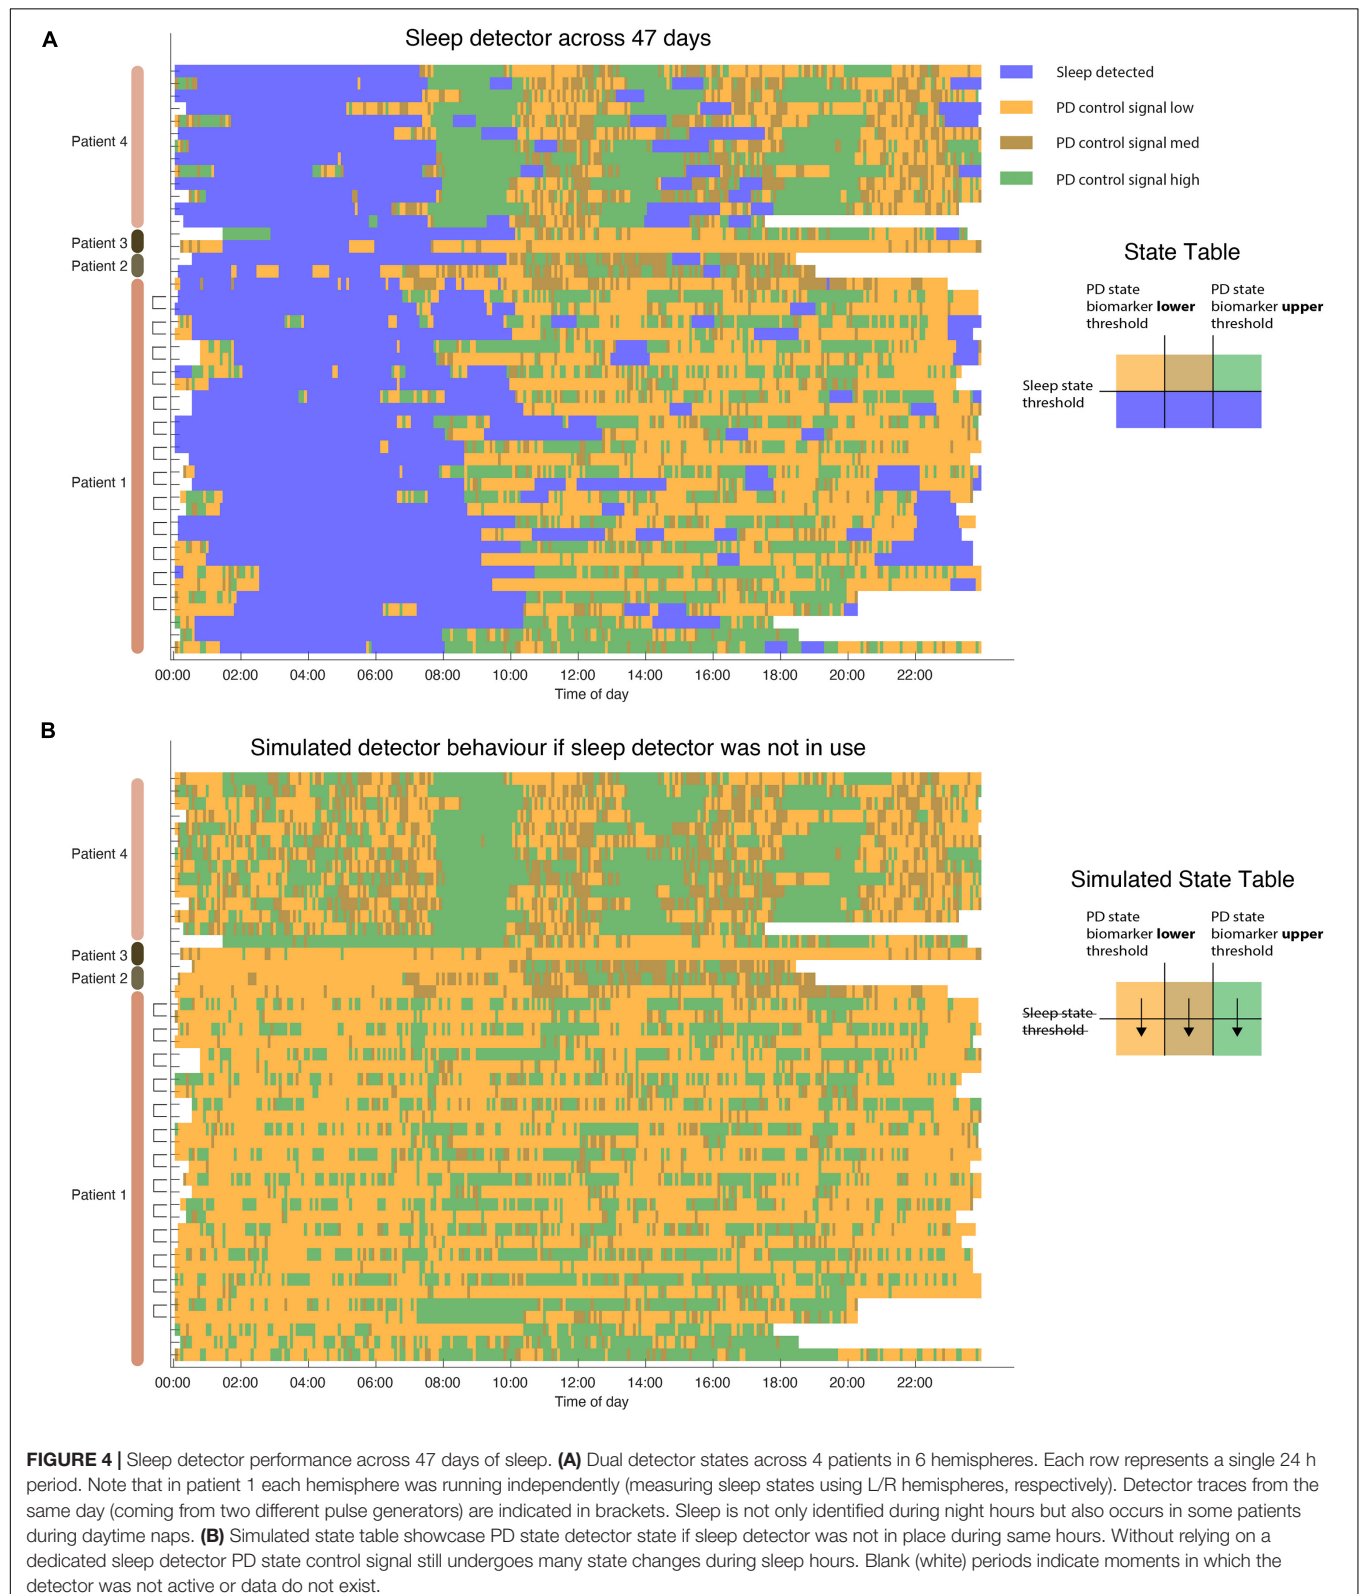 A
Sleep detector across 47 days
Sleep detected
PD control signal low
PD control signal med
PD control signal high
Patient 4
Patient 3
Patient 2
Patient 1
State Table
PD state
biomarker lower
threshold
PD state
biomarker upper
threshold
Sleep state
threshold
00:00 02:00 04:00 06:00 08:00 10:00 12:00 14:00 16:00 18:00 20:00 22:00
Time of day
B
Simulated detector behaviour if sleep detector was not in use
Patient 4
Patient 3
Patient 2
Patient 1
Simulated State Table
PD state
biomarker lower
threshold
PD state
biomarker upper
threshold
Sleep state
threshold
00:00 02:00 04:00 06:00 08:00 10:00 12:00 14:00 16:00 18:00 20:00 22:00
Time of day
FIGURE 4 | Sleep detector performance across 47 days of sleep. (A) Dual detector states across 4 patients in 6 hemispheres. Each row represents a single 24 h
period. Note that in patient 1 each hemisphere was running independently (measuring sleep states using L/R hemispheres, respectively). Detector traces from the
same day (coming from two different pulse generators) are indicated in brackets. Sleep is not only identified during night hours but also occurs in some patients
during daytime naps. (B) Simulated state table showcase PD state detector state if sleep detector was not in place during same hours. Without relying on a
dedicated sleep detector PD state control signal still undergoes many state changes during sleep hours. Blank (white) periods indicate moments in which the
detector was not active or data do not exist.